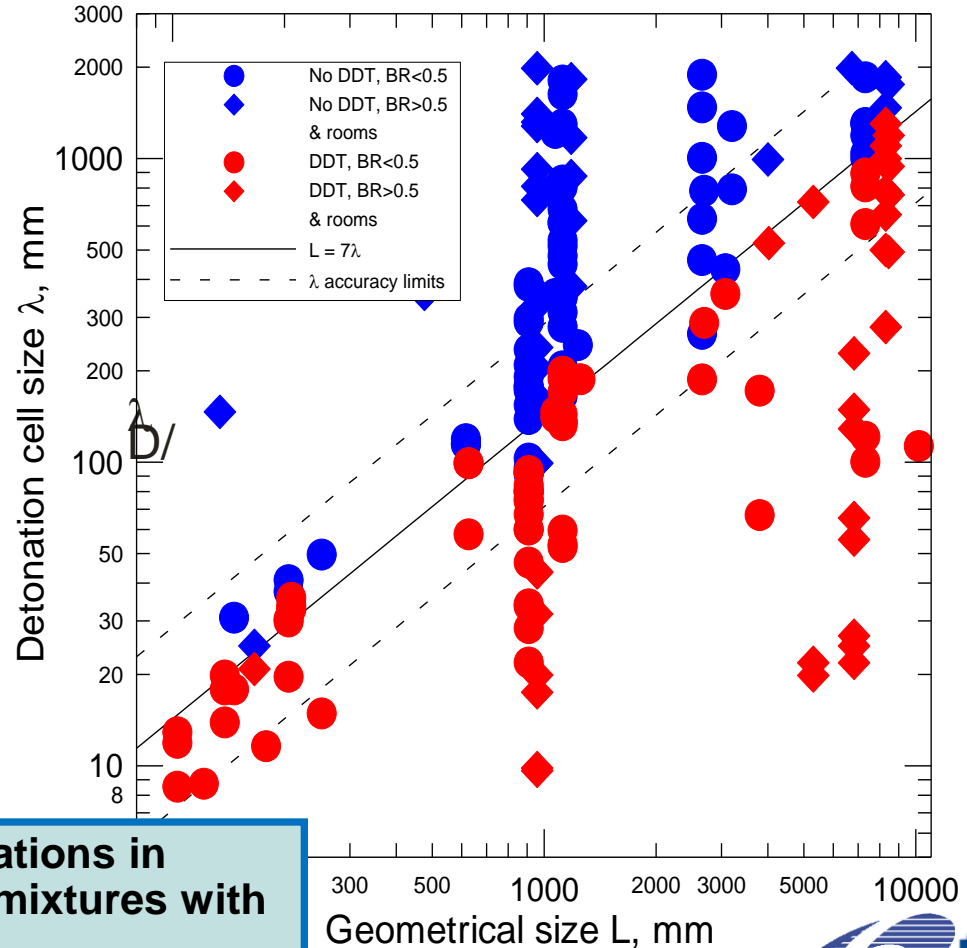 3000
2000
1000
500
300
200
100
50
30
20
10
8
Detonation cell size λ, mm
No DDT, BR<0.5
No DDT, BR>0.5
& rooms
DDT, BR<0.5
DDT, BR>0.5
& rooms
L = 7λ
λ accuracy limits
λ
D/
ations in
mixtures with
300
500
1000
2000
3000
5000
10000
Geometrical size L, mm